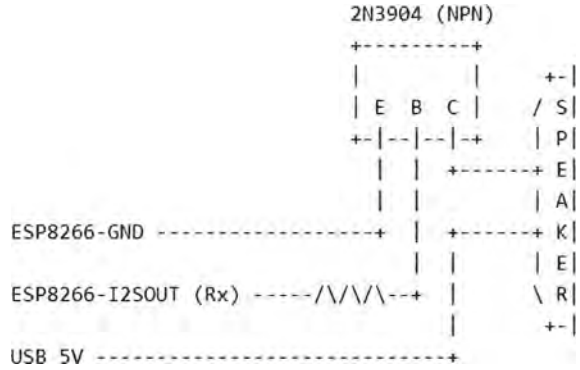 2N3904 (NPN)
E B C
S
P
E
A
ESP8266-GND
K
E
ESP8266-I2SOUT (Rx)
R
USB 5V